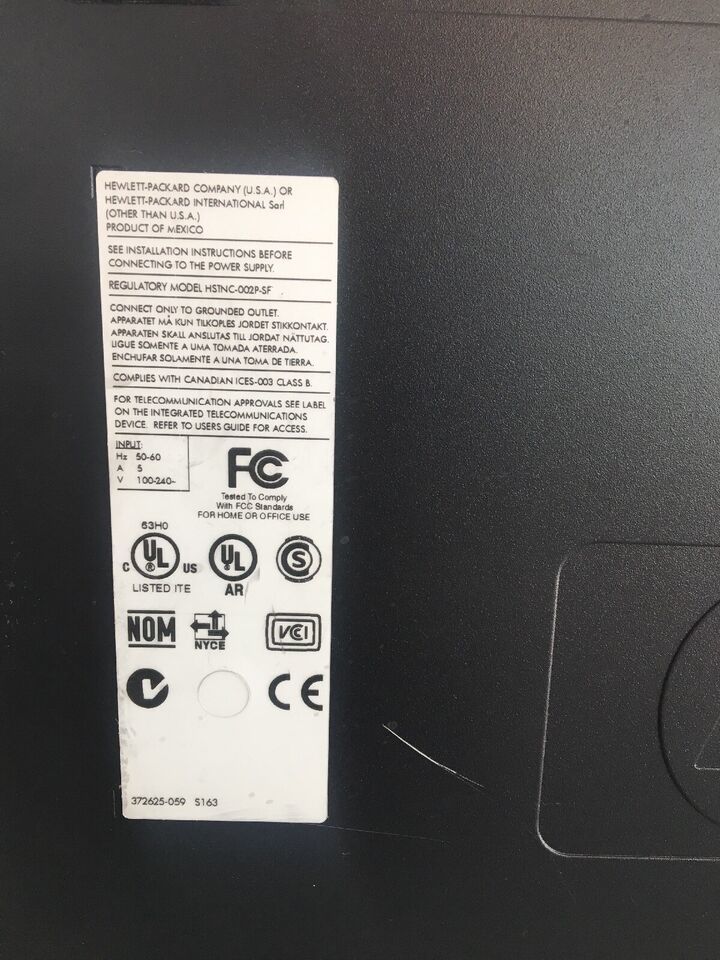 HEWLETT-PACKARD COMPANY (U.S.A.) OR
HEWLETT-PACKARD INTERNATIONAL Sarl
(OTHER THAN U.S.A.)
PRODUCT OF MEXICO
SEE INSTALLATION INSTRUCTIONS BEFORE
CONNECTING TO THE POWER SUPPLY.
REGULATORY MODEL HSTNC-002P-SF
CONNECT ONLY TO GROUNDED OUTLET.
APPARATET MÅ KUN TILKOPLES JORDET STIKKONTAKT.
APPARATEN SKALL ANSLUTAS TILL JORDAT NÄTTUTAG.
LIGUE SOMENTE A UMA TOMADA ATERRADA.
ENCHUFAR SOLAMENTE A UNA TOMA DE TIERRA.
COMPLIES WITH CANADIAN ICES-003 CLASS B.
FOR TELECOMMUNICATION APPROVALS SEE LABEL
ON THE INTEGRATED TELECOMMUNICATIONS
DEVICE. REFER TO USERS GUIDE FOR ACCESS.
INPUT:
Hz 50-60
A 5
V 100-240~
FC
Tested To Comply
With FCC Standards
FOR HOME OR OFFICE USE
53H0
C UL ® US
LISTED ITE
UL ®
AR
S
NOM
NYCE
VCI
CE
372625-059 S163